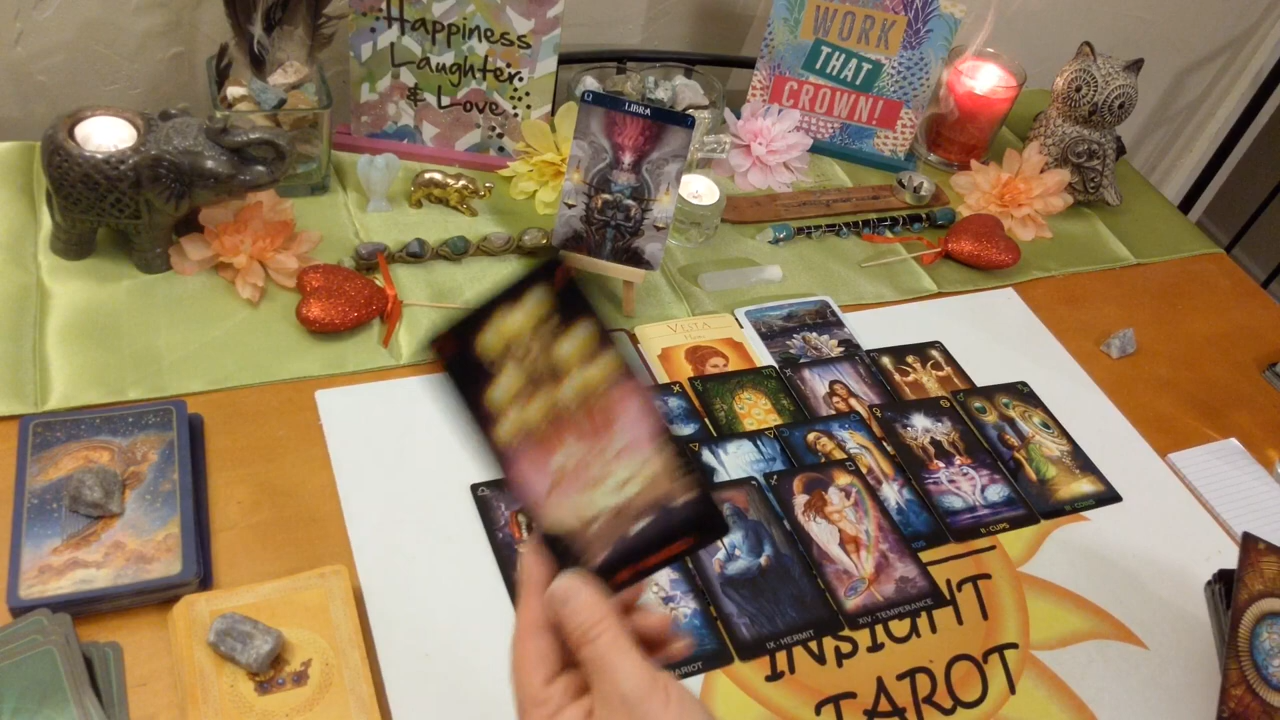 Happiness
Laughter
& Love
WORK
THAT
CROWN!
LIBRA
VESTA
II · CUPS
III · COINS
IX · HERMIT
XIV · TEMPERANCE
INSIGHT
TAROT